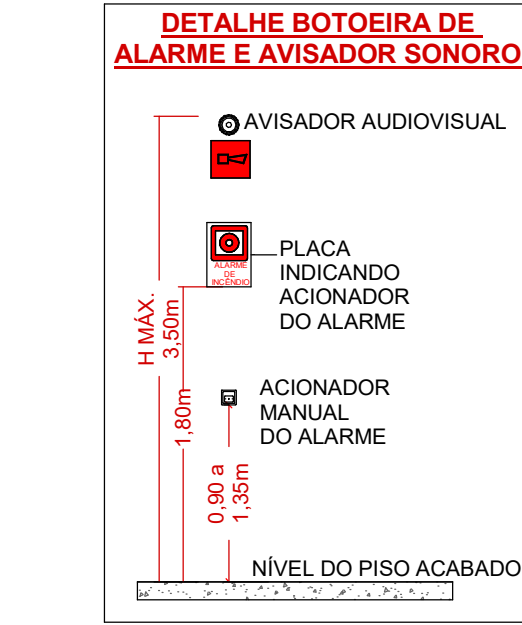 DETALHE BOTOEIRA DE
ALARME E AVISADOR SONORO
AVISADOR AUDIOVISUAL
ALARME
DE
INCÊNDIO
PLACA
INDICANDO
ACIONADOR
DO ALARME
H MÁX.
3,50m
1,80m
ACIONADOR
MANUAL
DO ALARME
0,90 a
1,35m
NÍVEL DO PISO ACABADO